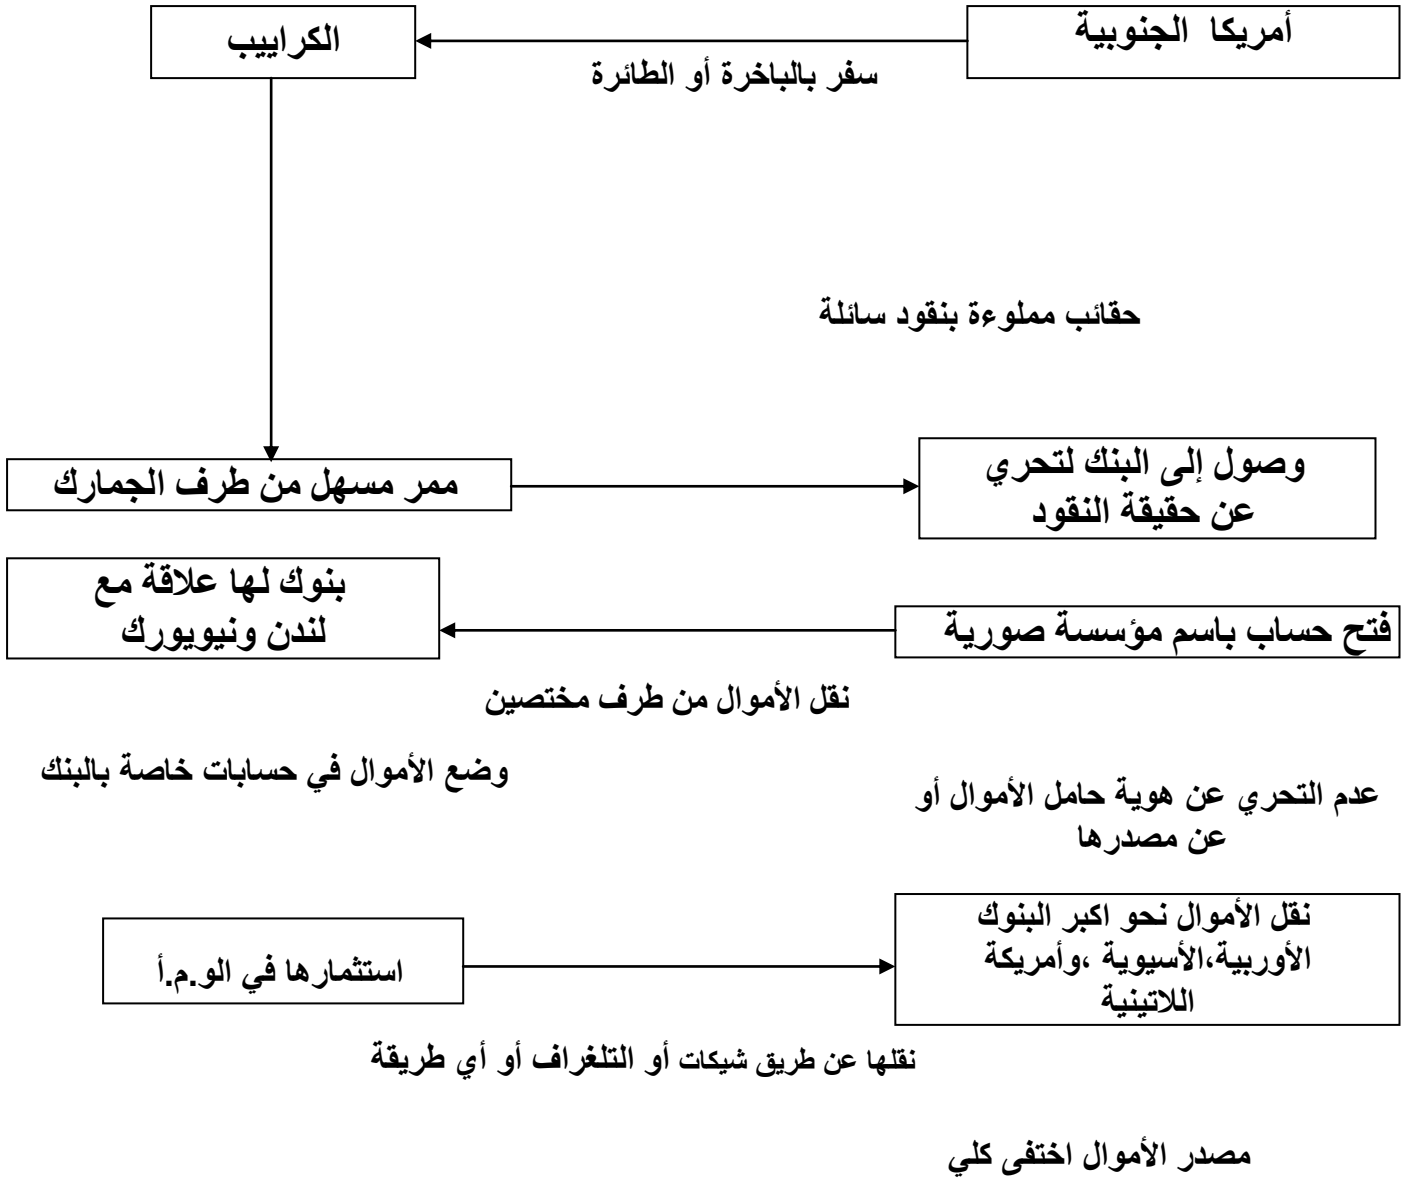 أمريكا الجنوبية
الكراييب
سفر بالباخرة أو الطائرة
حقائب مملوءة بنقود سائلة
وصول إلى البنك لتحري
عن حقيقة النقود
ممر مسهل من طرف الجمارك
بنوك لها علاقة مع
لندن ونيويورك
فتح حساب باسم مؤسسة صورية
نقل الأموال من طرف مختصين
وضع الأموال في حسابات خاصة بالبنك
عدم التحري عن هوية حامل الأموال أو
عن مصدرها
نقل الأموال نحو اكبر البنوك
الأوربية،الأسيوية ،وأمريكة
اللاتينية
استثمارها في الو.م.أ
نقلها عن طريق شيكات أو التلغراف أو أي طريقة
مصدر الأموال اختفى كلي